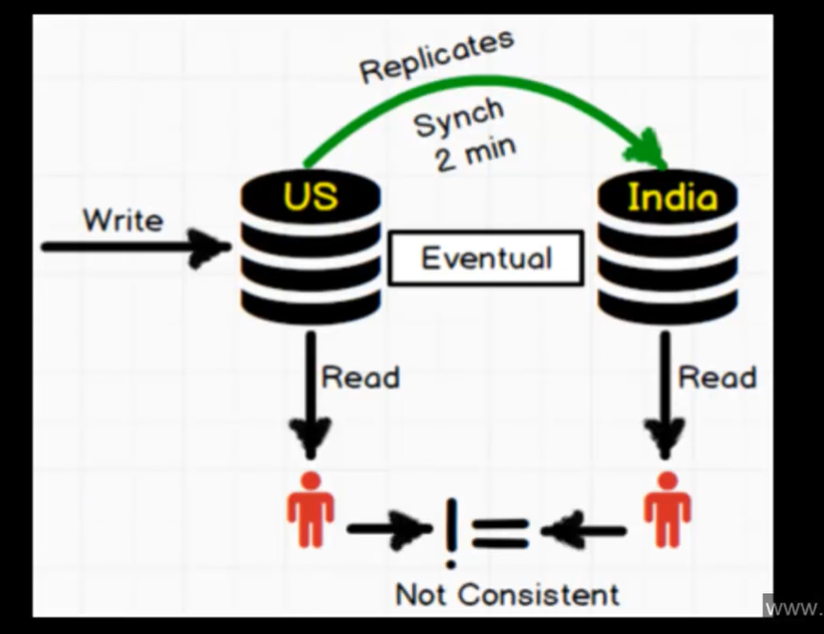 Replicates
Synch
2 min
US
India
Write
Eventual
Read
Read
!=
Not Consistent
www.